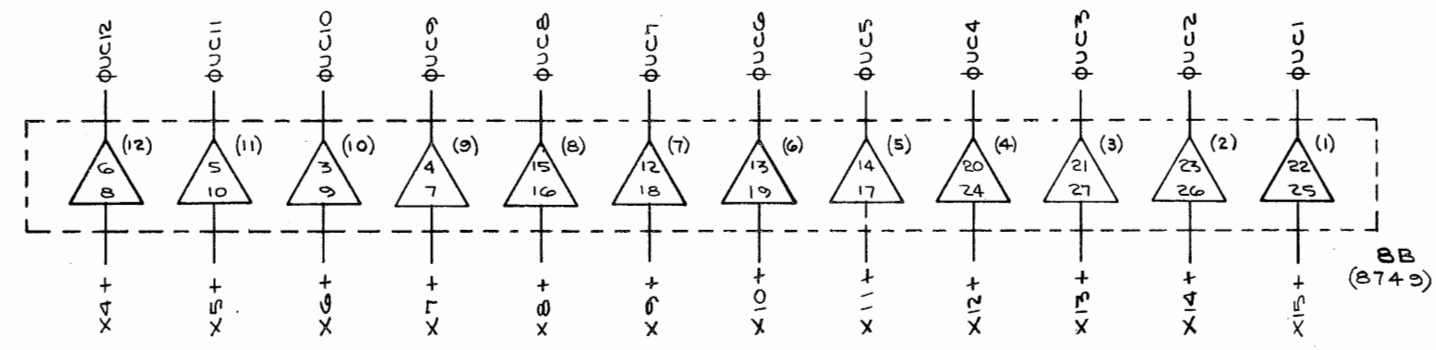 ΦUC12 ΦUC11 ΦUC10 ΦUC9 ΦUC8 ΦUC7 ΦUC6 ΦUC5 ΦUC4 ΦUC3 ΦUC2 ΦUC1
(12) (11) (10) (9) (8) (7) (6) (5) (4) (3) (2) (1)
6 5 3 4 15 12 13 14 20 21 23 22
8 10 9 7 16 18 19 17 24 27 26 25
8B
(8749)
X4+ X5+ X6+ X7+ X8+ X9+ X10+ X11+ X12+ X13+ X14+ X15+